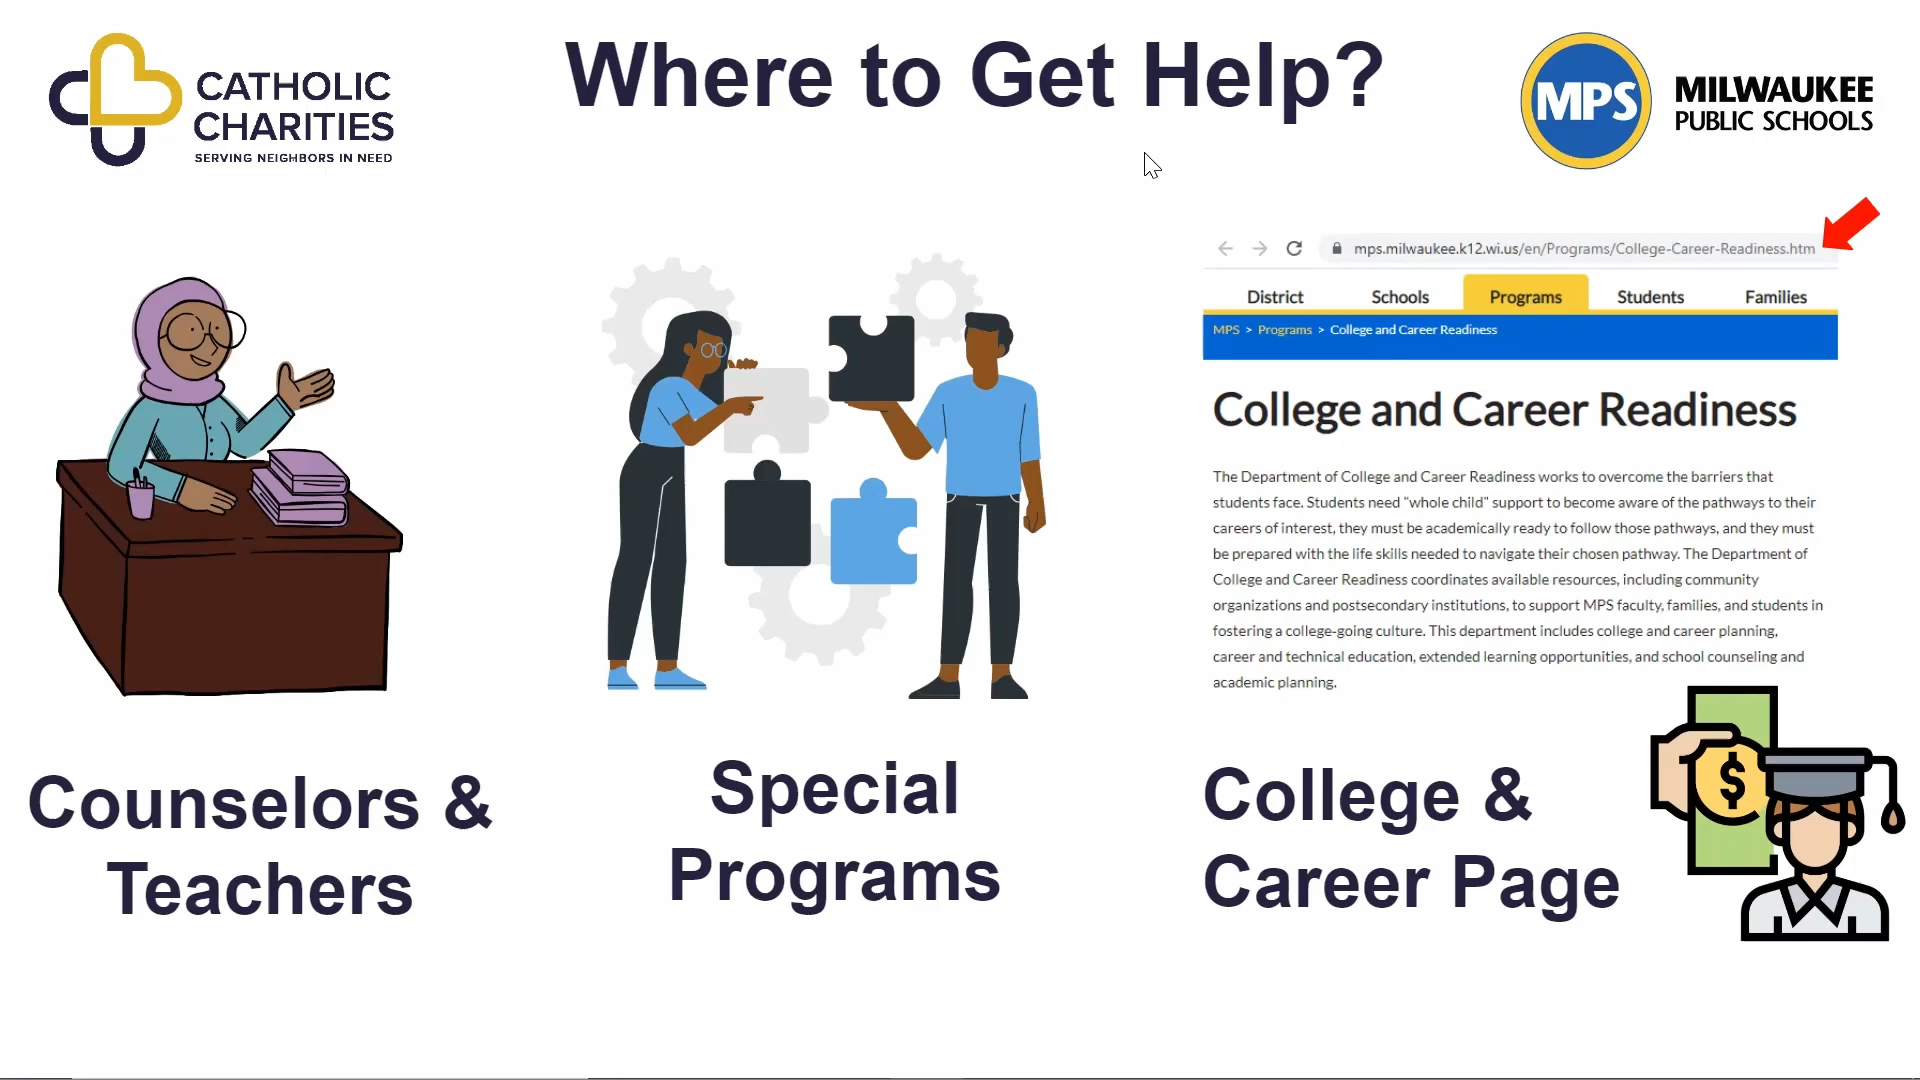 CATHOLIC
CHARITIES
SERVING NEIGHBORS IN NEED
Where to Get Help?
MPS
MILWAUKEE
PUBLIC SCHOOLS
mps.milwaukee.k12.wi.us/en/Programs/College-Career-Readiness.htm
District Schools Programs Students Families
MPS > Programs > College and Career Readiness
College and Career Readiness
The Department of College and Career Readiness works to overcome the barriers that
students face. Students need "whole child" support to become aware of the pathways to their
careers of interest, they must be academically ready to follow those pathways, and they must
be prepared with the life skills needed to navigate their chosen pathway. The Department of
College and Career Readiness coordinates available resources, including community
organizations and postsecondary institutions, to support MPS faculty, families, and students in
fostering a college-going culture. This department includes college and career planning,
career and technical education, extended learning opportunities, and school counseling and
academic planning.
Counselors &
Teachers
Special
Programs
College &
Career Page
$